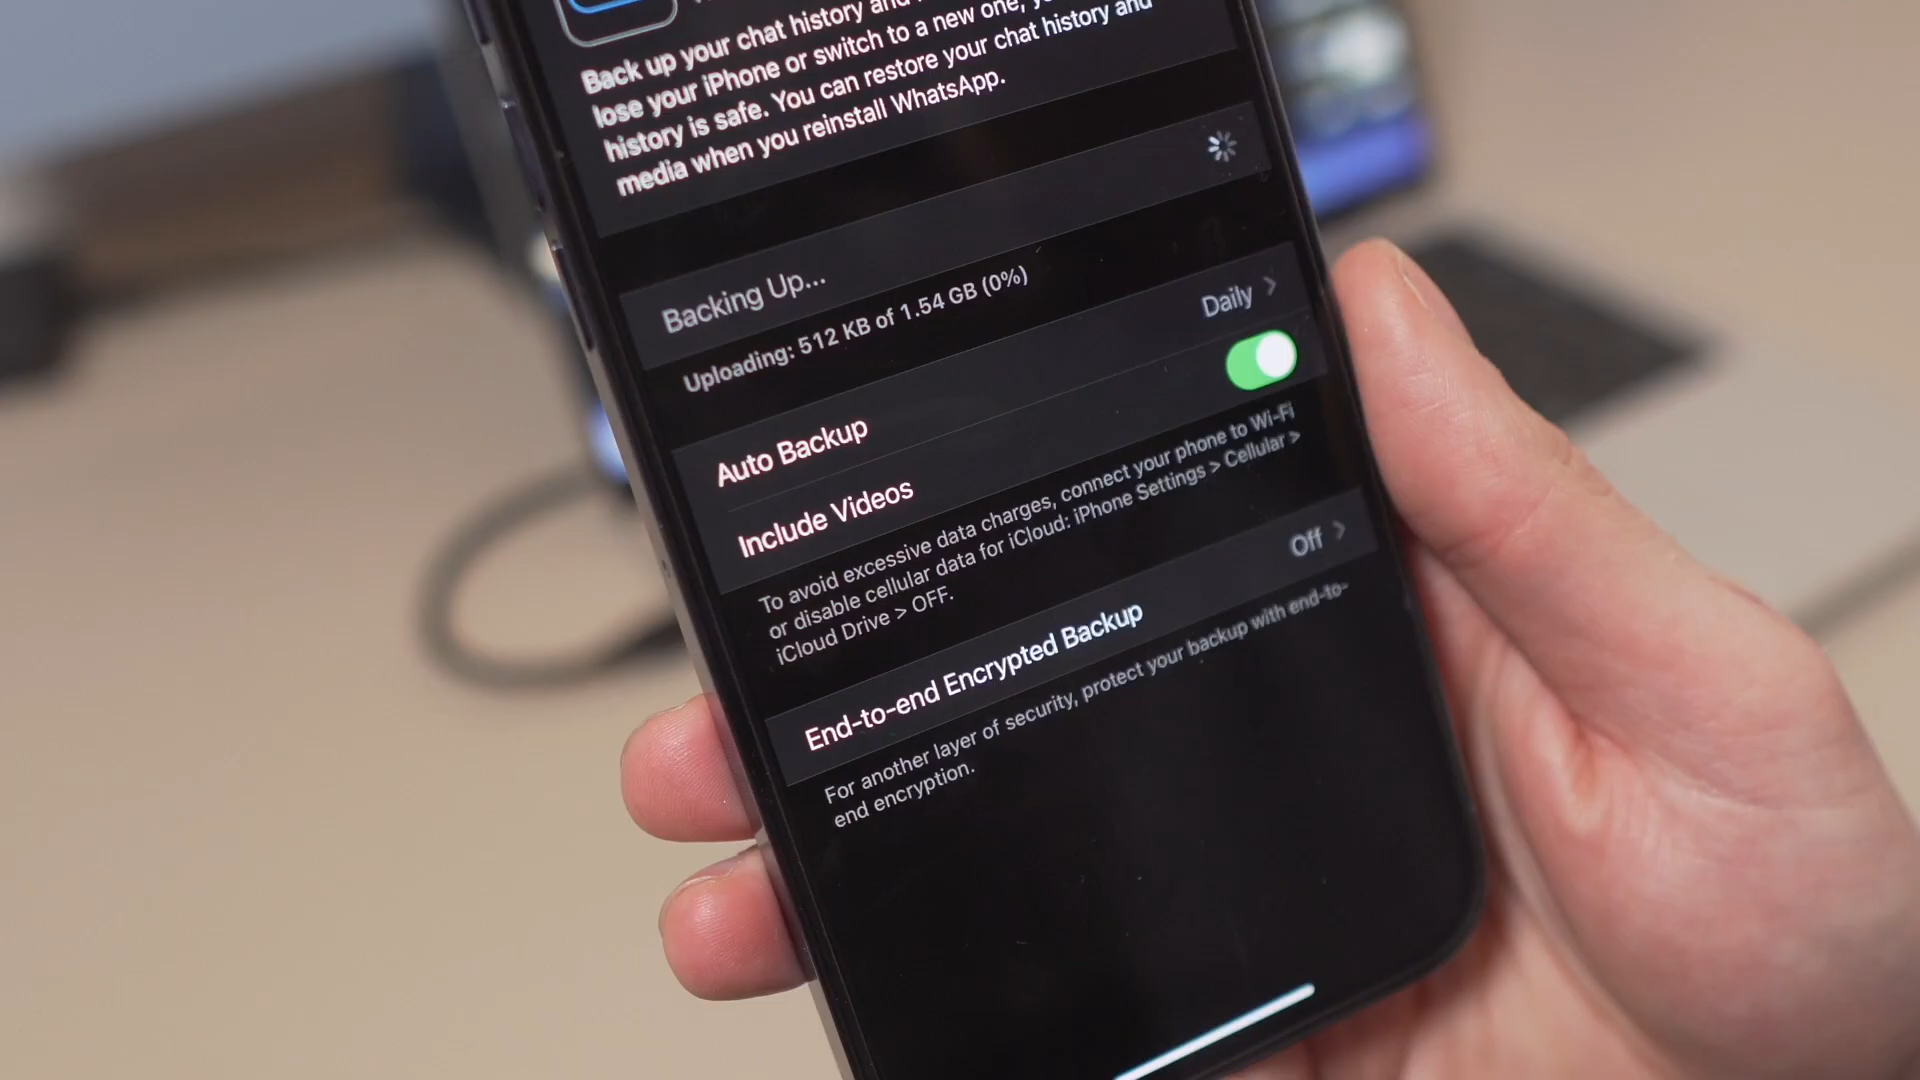 Back up your chat history and
lose your iPhone or switch to a new one,
history is safe. You can restore your chat history and
media when you reinstall WhatsApp.
Backing Up...
Uploading: 512 KB of 1.54 GB (0%)
Auto Backup Daily >
Include Videos
To avoid excessive data charges, connect your phone to Wi-Fi
or disable cellular data for iCloud: iPhone Settings > Cellular >
iCloud Drive > OFF.
End-to-end Encrypted Backup Off >
For another layer of security, protect your backup with end-to-
end encryption.